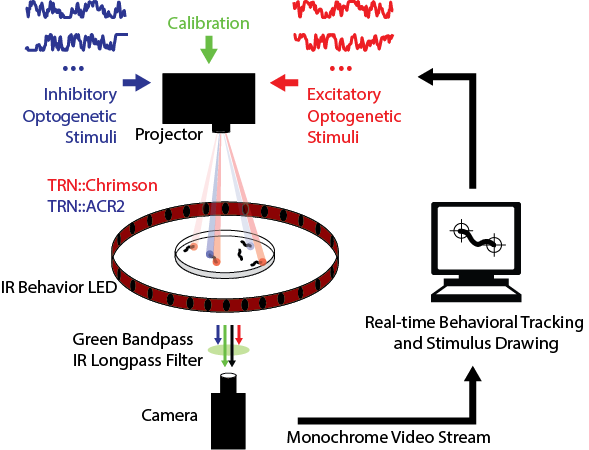 Calibration
...
...
Inhibitory
Optogenetic
Stimuli
Excitatory
Optogenetic
Stimuli
Projector
TRN::Chrimson
TRN::ACR2
IR Behavior LED
Green Bandpass
IR Longpass Filter
Real-time Behavioral Tracking
and Stimulus Drawing
Camera
Monochrome Video Stream